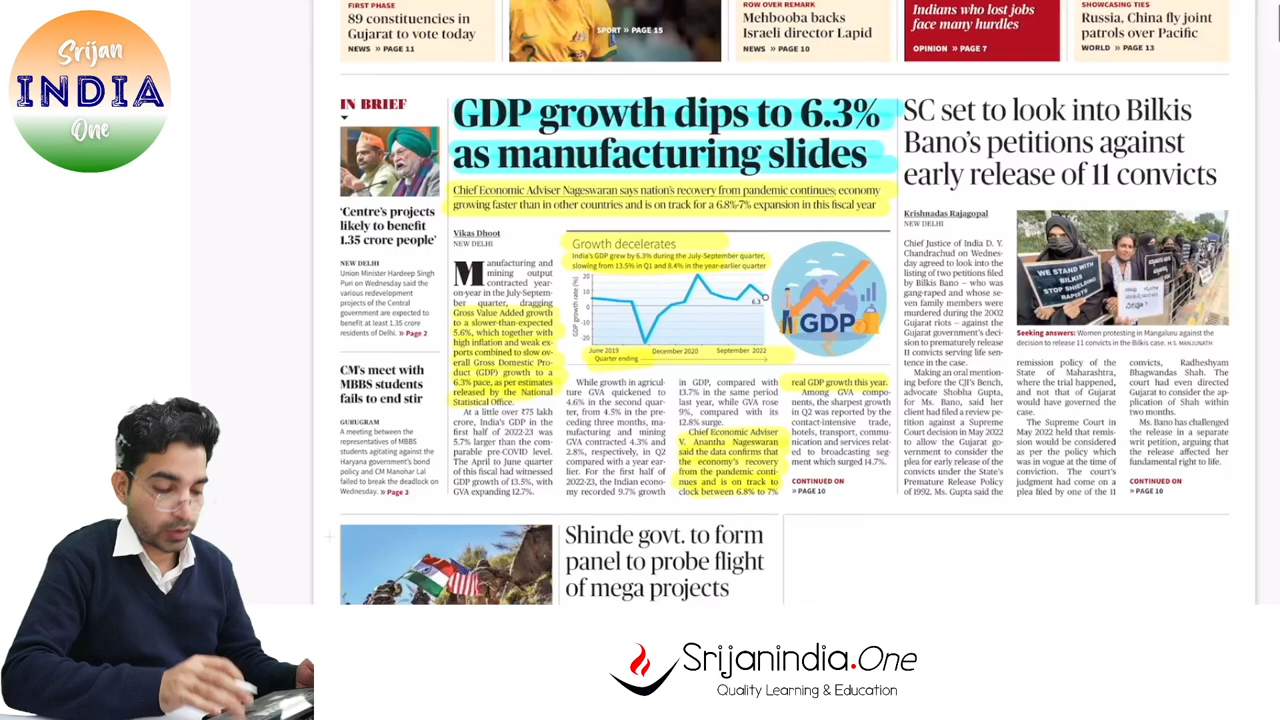 Srijan
INDIA
One
FIRST PHASE
89 constituencies in
Gujarat to vote today
NEWS » PAGE 11
SPORT » PAGE 15
ROW OVER REMARK
Mehbooba backs
Israeli director Lapid
NEWS » PAGE 10
Indians who lost jobs
face many hurdles
OPINION » PAGE 7
SHOWCASING TIES
Russia, China fly joint
patrols over Pacific
WORLD » PAGE 13
IN BRIEF
'Centre's projects
likely to benefit
1.35 crore people'
NEW DELHI
Union Minister Hardeep Singh
Puri on Wednesday said the
various redevelopment
projects of the Central
government are expected to
benefit at least 1.35 crore
residents of Delhi. » Page 2
CM's meet with
MBBS students
fails to end stir
GURUGRAM
A meeting between the
representatives of MBBS
students agitating against the
Haryana government's bond
policy and CM Manohar Lal
failed to break the deadlock on
Wednesday. » Page 3
GDP growth dips to 6.3%
as manufacturing slides
Chief Economic Adviser Nageswaran says nation's recovery from pandemic continues; economy
growing faster than in other countries and is on track for a 6.8%-7% expansion in this fiscal year
Vikas Dhoot
NEW DELHI
Manufacturing and
mining output
contracted year-
on-year in the July-Septem-
ber quarter, dragging
Gross Value Added growth
to a slower-than-expected
5.6%, which together with
high inflation and weak ex-
ports combined to slow ov-
erall Gross Domestic Pro-
duct (GDP) growth to a
6.3% pace, as per estimates
released by the National
Statistical Office.
At a little over ₹75 lakh
crore, India's GDP in the
first half of 2022-23 was
5.7% larger than the com-
parable pre-COVID level.
The April to June quarter
of this fiscal had witnessed
GDP growth of 13.5%, with
GVA expanding 12.7%.
Growth decelerates
India's GDP grew by 6.3% during the July-September quarter,
slowing from 13.5% in Q1 and 8.4% in the year-earlier quarter
GDP growth rate (%)
20
10
0
-10
-20
6.3
June 2019
December 2020
September 2022
Quarter ending
GDP
While growth in agricul-
ture GVA quickened to
4.6% in the second quar-
ter, from 4.5% in the pre-
ceding three months,
manufacturing and mining
GVA contracted 4.3% and
2.8%, respectively, in Q2
compared with a year ear-
lier. For the first half of
2022-23, the Indian econo-
my recorded 9.7% growth
in GDP, compared with
13.7% in the same period
last year, while GVA rose
9%, compared with its
12.8% surge.
Chief Economic Adviser
V. Anantha Nageswaran
said the data confirms that
the economy's recovery
from the pandemic conti-
nues and is on track to
clock between 6.8% to 7%
real GDP growth this year.
Among GVA compo-
nents, the sharpest growth
in Q2 was reported by the
contact-intensive trade,
hotels, transport, commu-
nication and services relat-
ed to broadcasting seg-
ment which surged 14.7%.
CONTINUED ON
» PAGE 10
SC set to look into Bilkis
Bano's petitions against
early release of 11 convicts
Krishnadas Rajagopal
NEW DELHI
Chief Justice of India D. Y.
Chandrachud on Wednes-
day agreed to look into the
listing of two petitions filed
by Bilkis Bano – who was
gang-raped and whose se-
ven family members were
murdered during the 2002
Gujarat riots – against the
Gujarat government's deci-
sion to prematurely release
11 convicts serving life sen-
tence in the case.
Making an oral mention-
ing before the CJI's Bench,
advocate Shobha Gupta,
for Ms. Bano, said her
client had filed a review pe-
tition against a Supreme
Court decision in May 2022
to allow the Gujarat go-
vernment to consider the
plea for early release of the
convicts under the State's
Premature Release Policy
of 1992. Ms. Gupta said the
WE STAND WITH
BILKIS
STOP SHIELDING
RAPISTS
Seeking answers: Women protesting in Mangaluru against the
decision to release 11 convicts in the Bilkis case. H.S. MANJUNATH
remission policy of the
State of Maharashtra,
where the trial happened,
and not that of Gujarat
would have governed the
case.
The Supreme Court in
May 2022 held that remis-
sion would be considered
as per the policy which
was in vogue at the time of
conviction. The court's
judgment had come on a
plea filed by one of the 11
convicts, Radheshyam
Bhagwandas Shah. The
court had even directed
Gujarat to consider the
application of Shah within
two months.
Ms. Bano has challenged
the release in a separate
writ petition, arguing that
the release affected her
fundamental right to life.
CONTINUED ON
» PAGE 10
Shinde govt. to form
panel to probe flight
of mega projects
Srijanindia.One
Quality Learning & Education